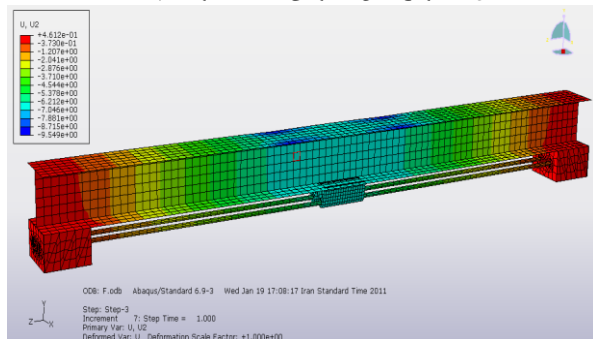 U, U2
+4.612e-01
-3.730e-01
-1.207e+00
-2.041e+00
-2.876e+00
-3.710e+00
-4.544e+00
-5.378e+00
-6.212e+00
-7.046e+00
-7.881e+00
-8.715e+00
-9.549e+00
ODB: F.odb Abaqus/Standard 6.9-3 Wed Jan 19 17:08:17 Iran Standard Time 2011
Y
Z X
Step: Step-3
Increment 7: Step Time = 1.000
Primary Var: U, U2
Deformed Var: U Deformation Scale Factor: +1.000e+00